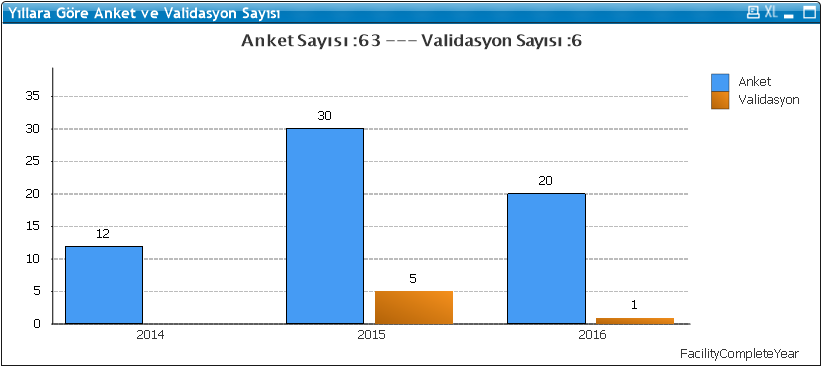 Yıllara Göre Anket ve Validasyon Sayısı
XL
Anket Sayısı :63 --- Validasyon Sayısı :6
Anket
Validasyon
35
30
25
20
15
10
5
0
12
30
5
20
1
2014
2015
2016
FacilityCompleteYear